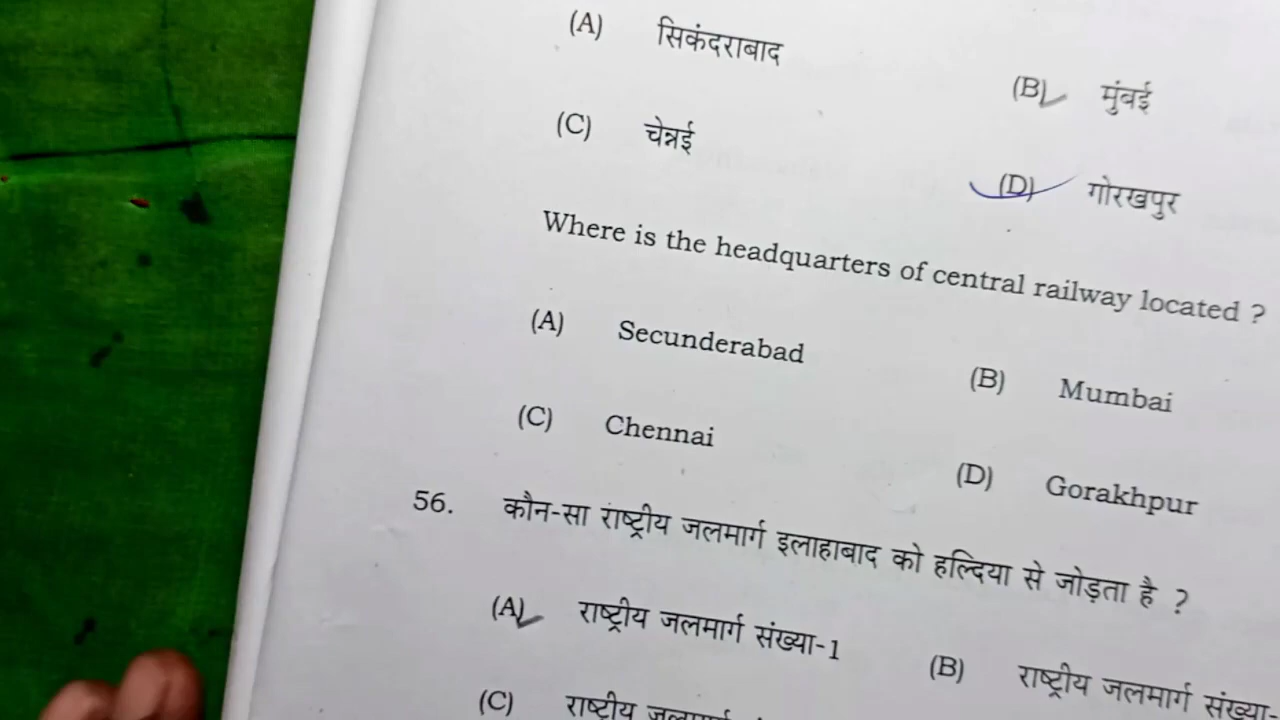 (A) सिकंदराबाद
(B) मुंबई
(C) चेन्नई
(D) गोरखपुर
Where is the headquarters of central railway located ?
(A) Secunderabad
(B) Mumbai
(C) Chennai
(D) Gorakhpur
56. कौन-सा राष्ट्रीय जलमार्ग इलाहाबाद को हल्दिया से जोड़ता है ?
(A) राष्ट्रीय जलमार्ग संख्या-1
(B) राष्ट्रीय जलमार्ग संख्या-
(C) राष्ट्रीय जलमार्ग